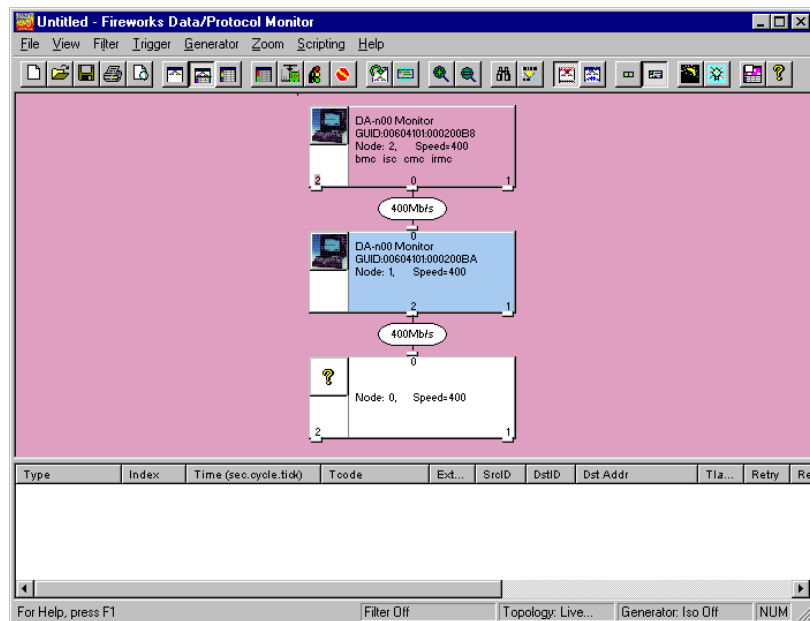 Untitled - Fireworks Data/Protocol Monitor
File View Filter Trigger Generator Zoom Scripting Help
DA-n00 Monitor
GUID:00604101:000200B8
Node: 2, Speed=400
bmc isc cmc irmc
2 0 1
400Mb/s
0
DA-n00 Monitor
GUID:00604101:000200BA
Node: 1, Speed=400
2 1
400Mb/s
0
?
Node: 0, Speed=400
2 1
Type Index Time (sec.cycle.tick) Tcode Ext... SrcID DstID Dst Addr Tla... Retry Re
For Help, press F1 Filter Off Topology: Live... Generator: Iso Off NUM